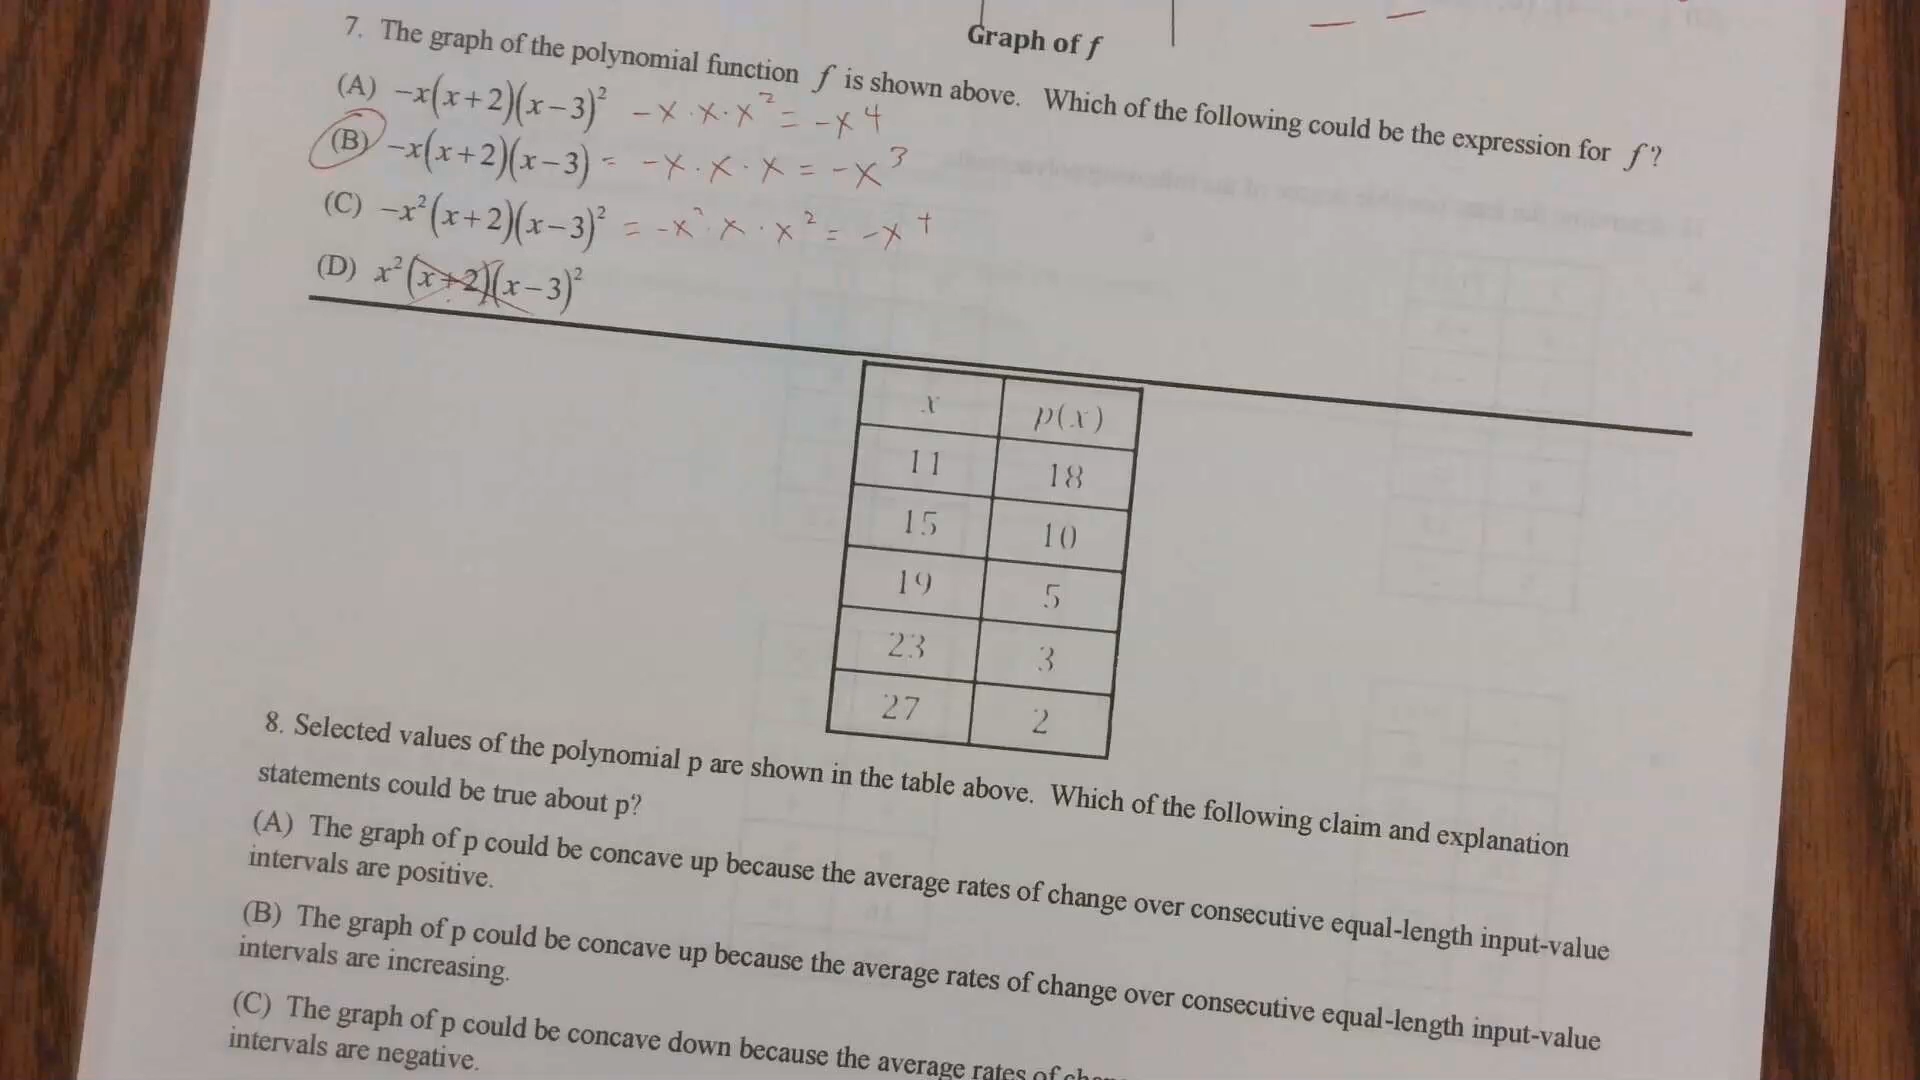 Graph of f
7. The graph of the polynomial function f is shown above. Which of the following could be the expression for f?
(A) −x(x+2)(x−3)² −x·x·x² = −x4
(B) −x(x+2)(x−3) = −x·x·x = −x³
(C) −x²(x+2)(x−3)² = −x²·x·x² = −x
(D) x²(x+2)(x−3)²
x p(x)
11 18
15 10
19 5
23 3
27 2
8. Selected values of the polynomial p are shown in the table above. Which of the following claim and explanation
statements could be true about p?
(A) The graph of p could be concave up because the average rates of change over consecutive equal-length input-value
intervals are positive.
(B) The graph of p could be concave up because the average rates of change over consecutive equal-length input-value
intervals are increasing.
(C) The graph of p could be concave down because the average rates of
intervals are negative.